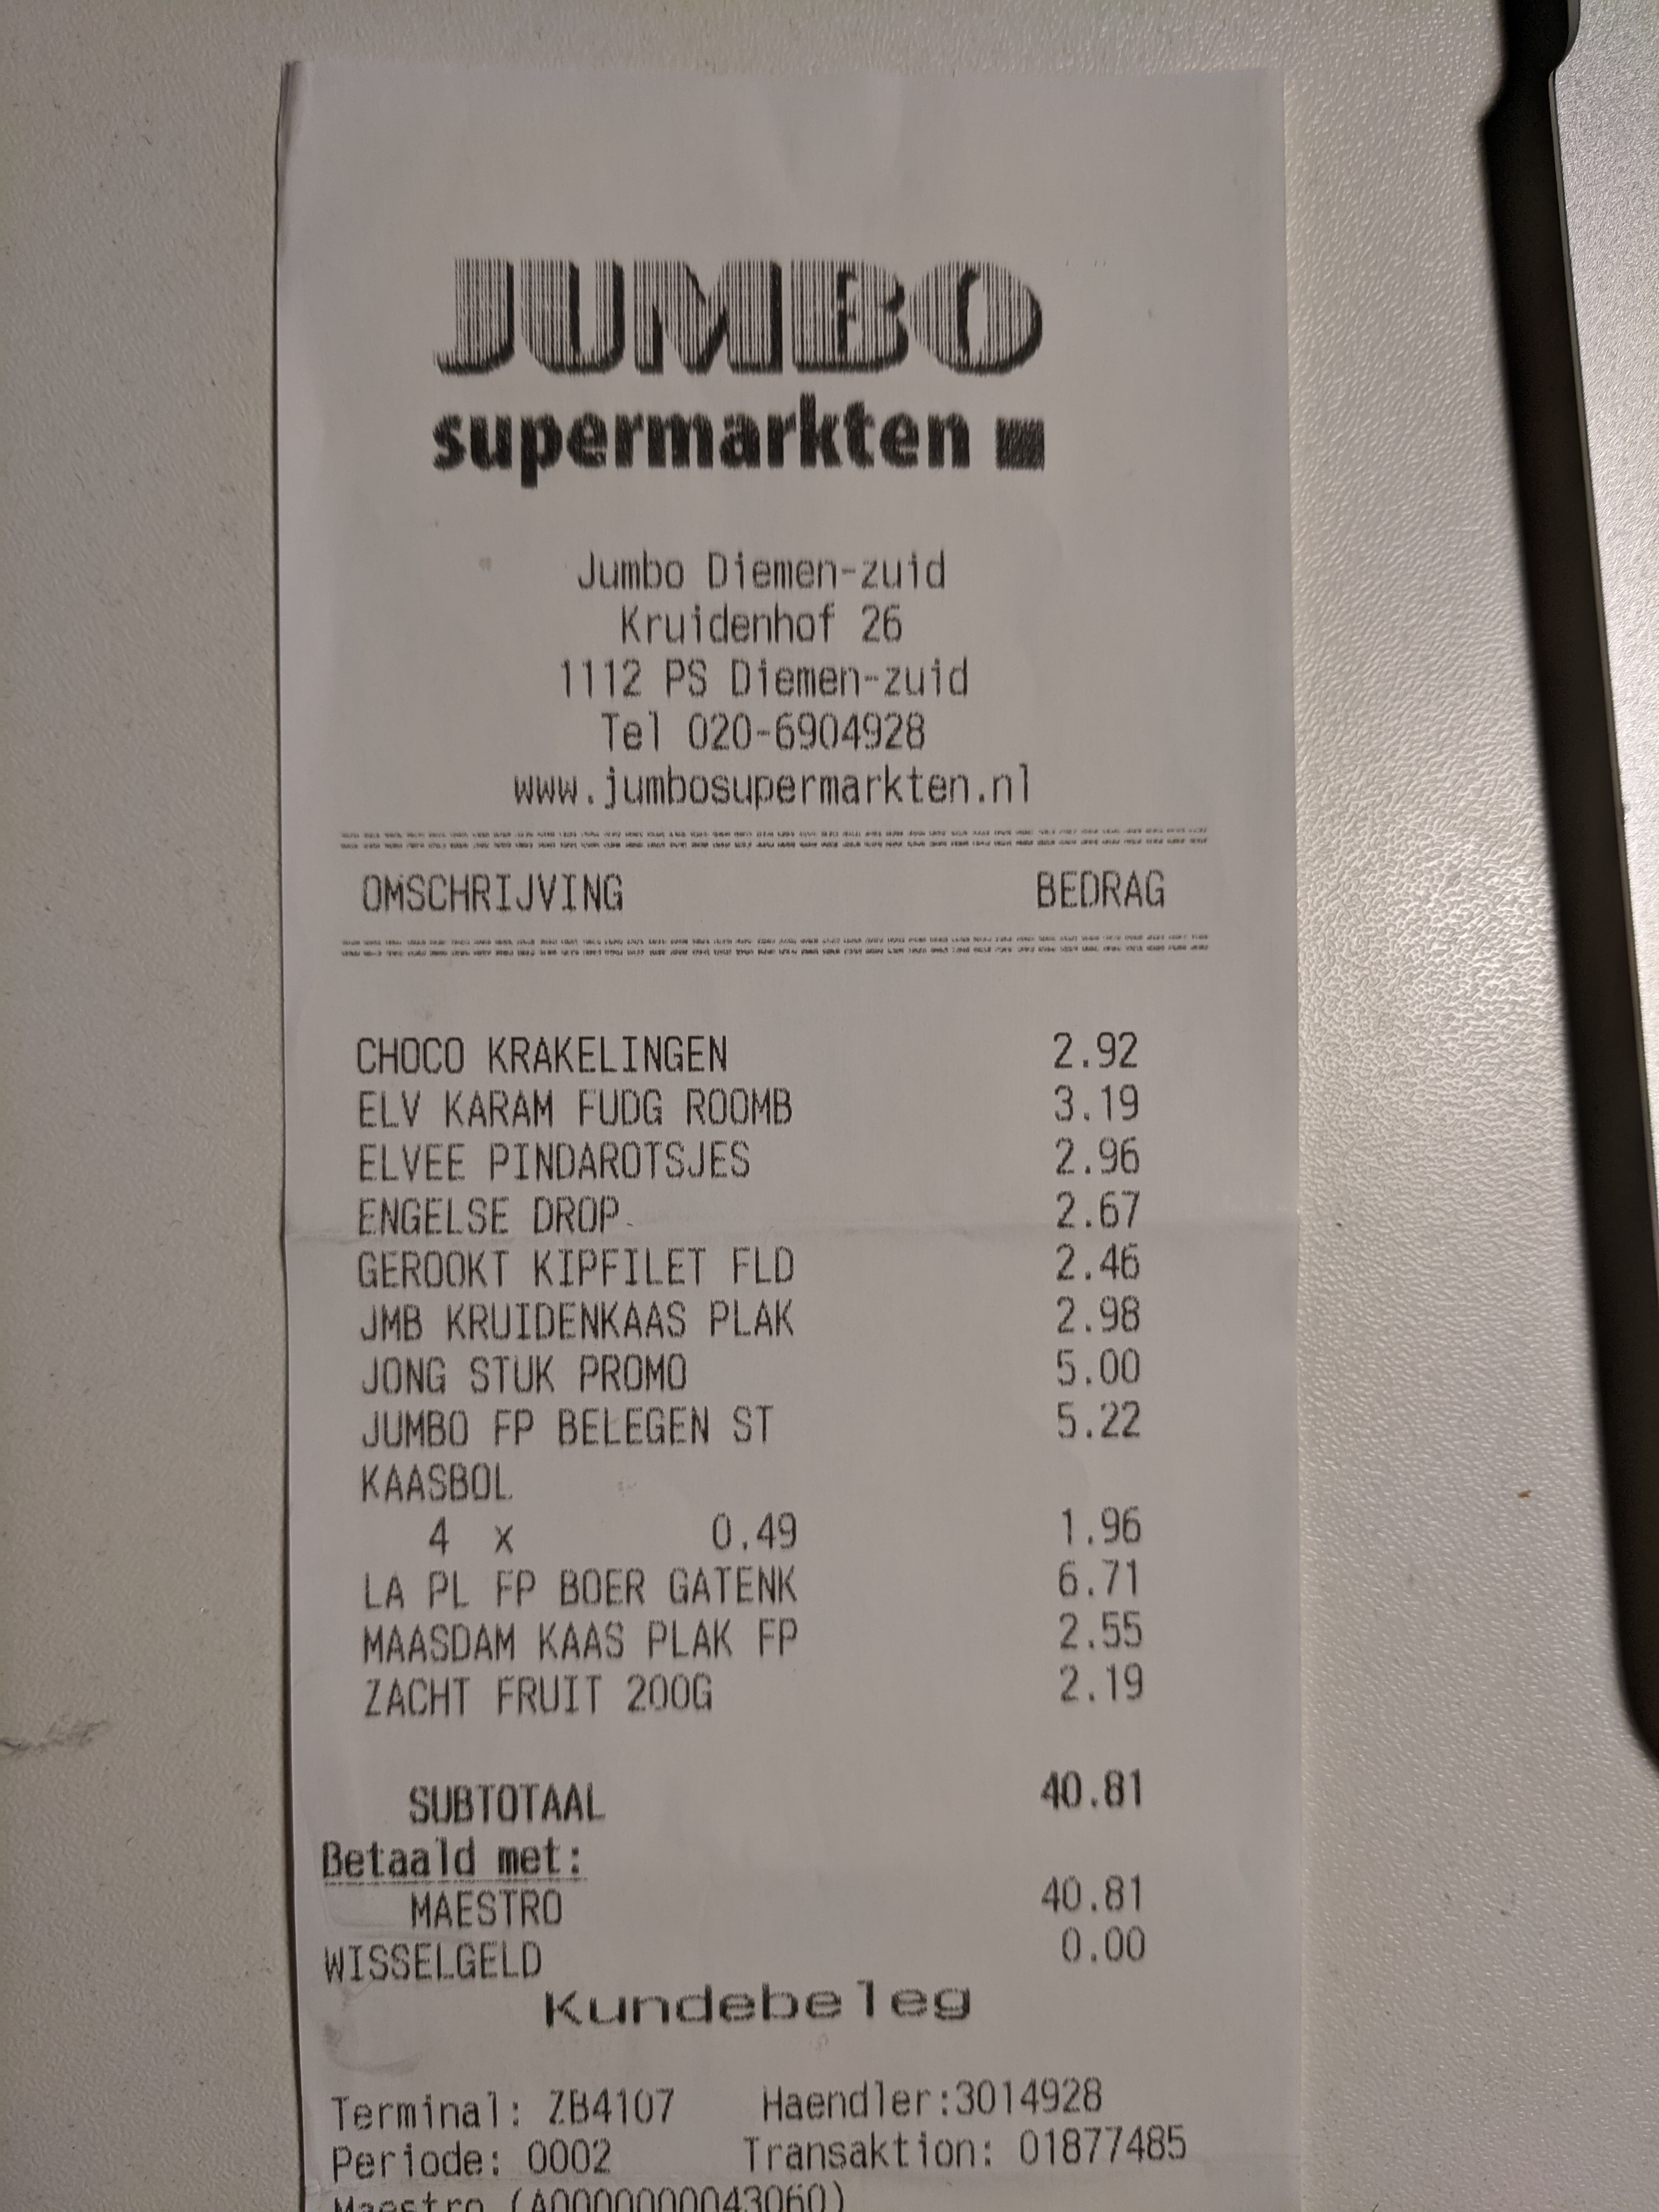 JUMBO
supermarkten
Jumbo Diemen-zuid
Kruidenhof 26
1112 PS Diemen-zuid
Tel 020-6904928
www.jumbosupermarkten.nl
OMSCHRIJVING BEDRAG
CHOCO KRAKELINGEN 2.92
ELV KARAM FUDG ROOMB 3.19
ELVEE PINDAROTSJES 2.96
ENGELSE DROP 2.67
GEROOKT KIPFILET FLD 2.46
JMB KRUIDENKAAS PLAK 2.98
JONG STUK PROMO 5.00
JUMBO FP BELEGEN ST 5.22
KAASBOL
4 x 0.49 1.96
LA PL FP BOER GATENK 6.71
MAASDAM KAAS PLAK FP 2.55
ZACHT FRUIT 200G 2.19
SUBTOTAAL 40.81
Betaald met:
MAESTRO 40.81
WISSELGELD 0.00
Kundebeleg
Terminal: ZB4107 Haendler:3014928
Periode: 0002 Transaktion: 01877485
Maestro (A0000000043060)